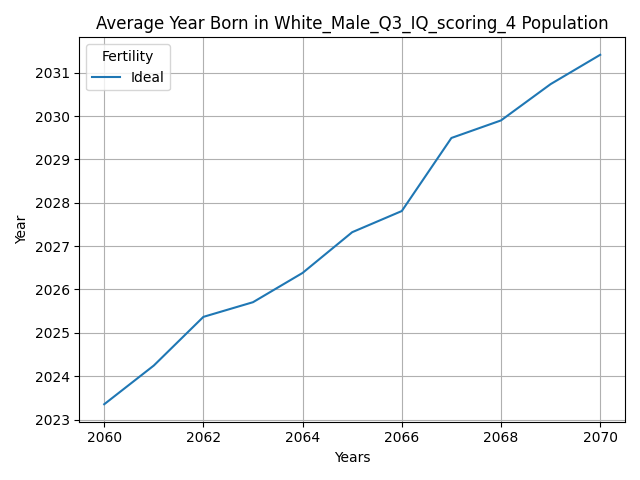 Average Year Born in White_Male_Q3_IQ_scoring_4 Population
Fertility
Ideal
2031
2030
2029
2028
2027
2026
2025
2024
2023
Year
2060 2062 2064 2066 2068 2070
Years